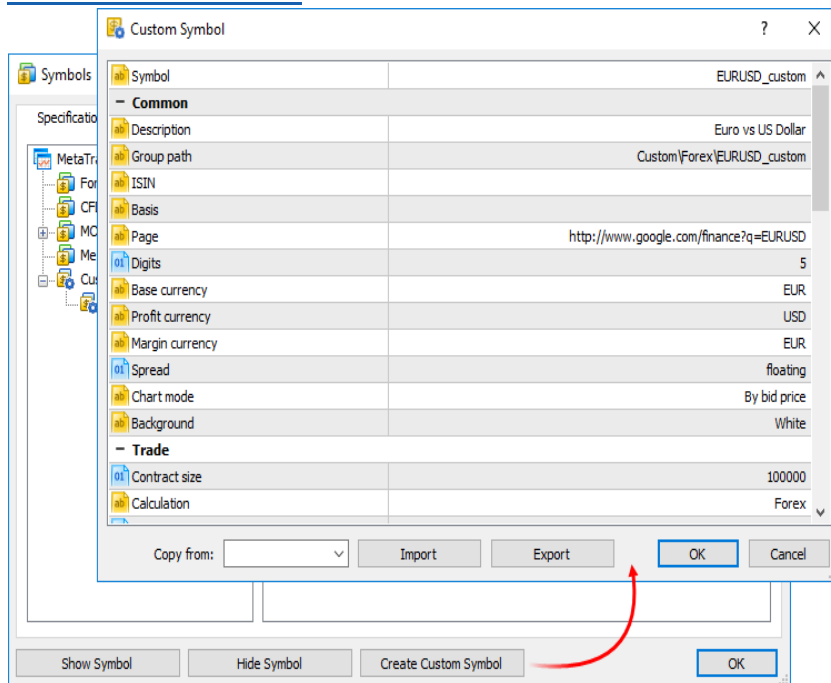 Custom Symbol
?
Symbols
Symbol EURUSD_custom
Common
Description Euro vs US Dollar
Group path Custom\Forex\EURUSD_custom
ISIN
Basis
Page http://www.google.com/finance?q=EURUSD
Digits 5
Base currency EUR
Profit currency USD
Margin currency EUR
Spread floating
Chart mode By bid price
Background White
Trade
Contract size 100000
Calculation Forex
Specificatio
MetaTra
For
CFI
MO
Me
Cu
Copy from: Import Export OK Cancel
Show Symbol Hide Symbol Create Custom Symbol OK